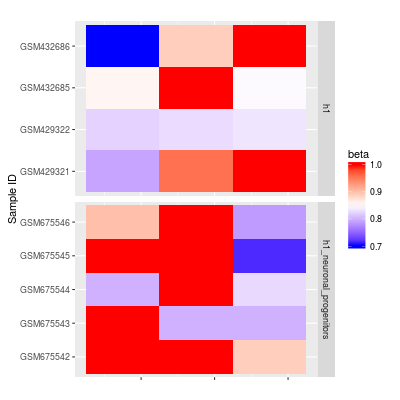 GSM432686
GSM432685
GSM429322
GSM429321
h1
GSM675546
GSM675545
GSM675544
GSM675543
GSM675542
h1_neuronal_progenitors
Sample ID
beta
1.0
0.9
0.8
0.7